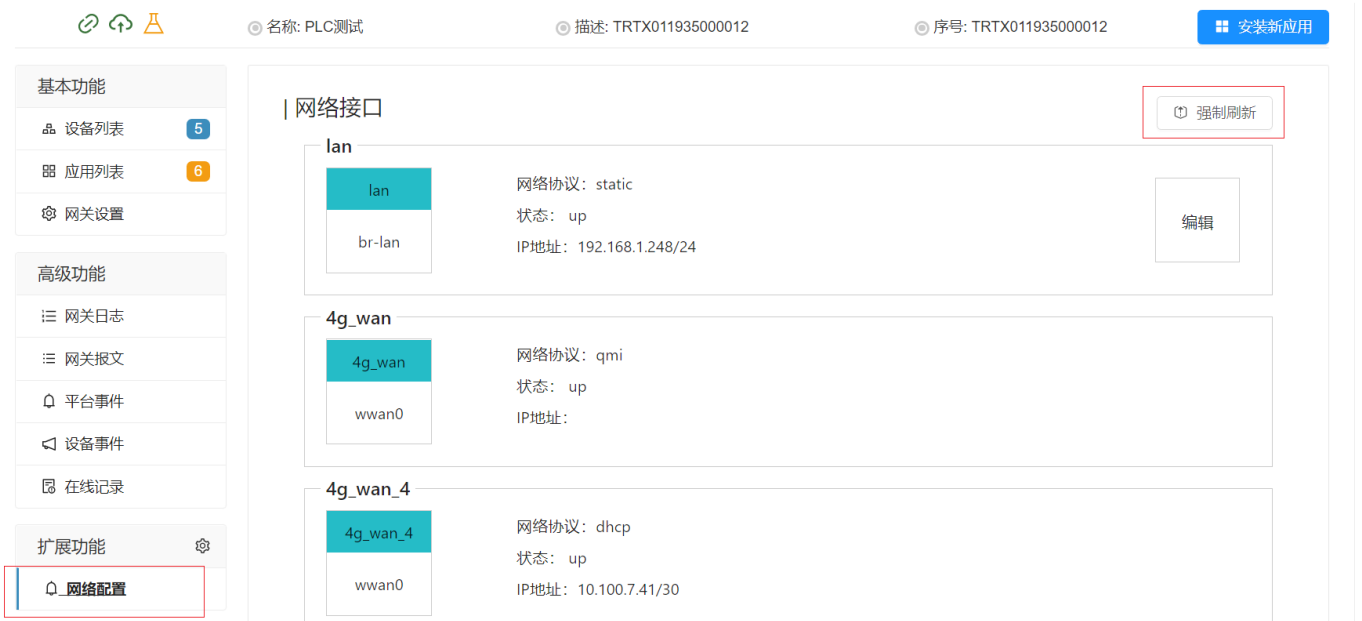 名称: PLC测试
描述: TRTX011935000012
序号: TRTX011935000012
安装新应用
基本功能
设备列表 5
应用列表 6
网关设置
高级功能
网关日志
网关报文
平台事件
设备事件
在线记录
扩展功能
网络配置
| 网络接口
强制刷新
lan
lan
br-lan
网络协议：static
状态： up
IP地址：192.168.1.248/24
编辑
4g_wan
4g_wan
wwan0
网络协议：qmi
状态： up
IP地址：
4g_wan_4
4g_wan_4
wwan0
网络协议：dhcp
状态： up
IP地址：10.100.7.41/30